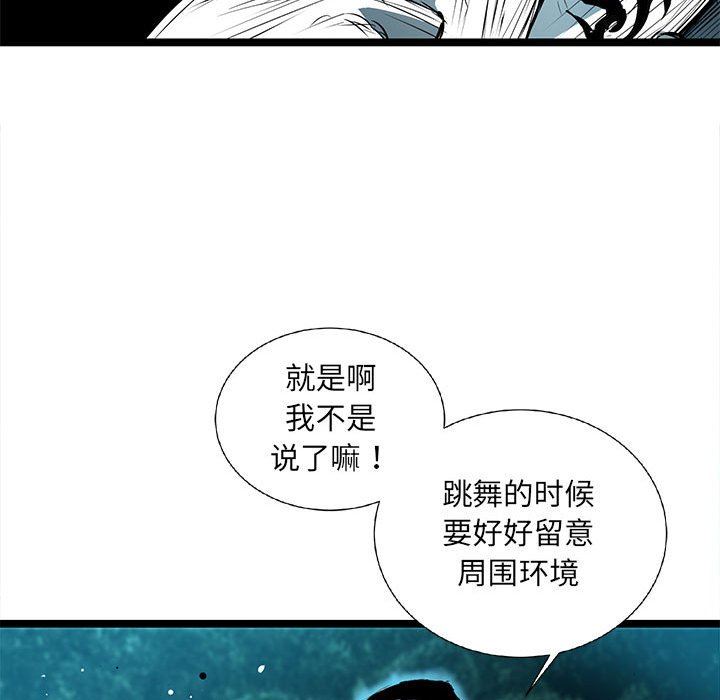 就是啊
我不是
说了嘛！
跳舞的时候
要好好留意
周围环境